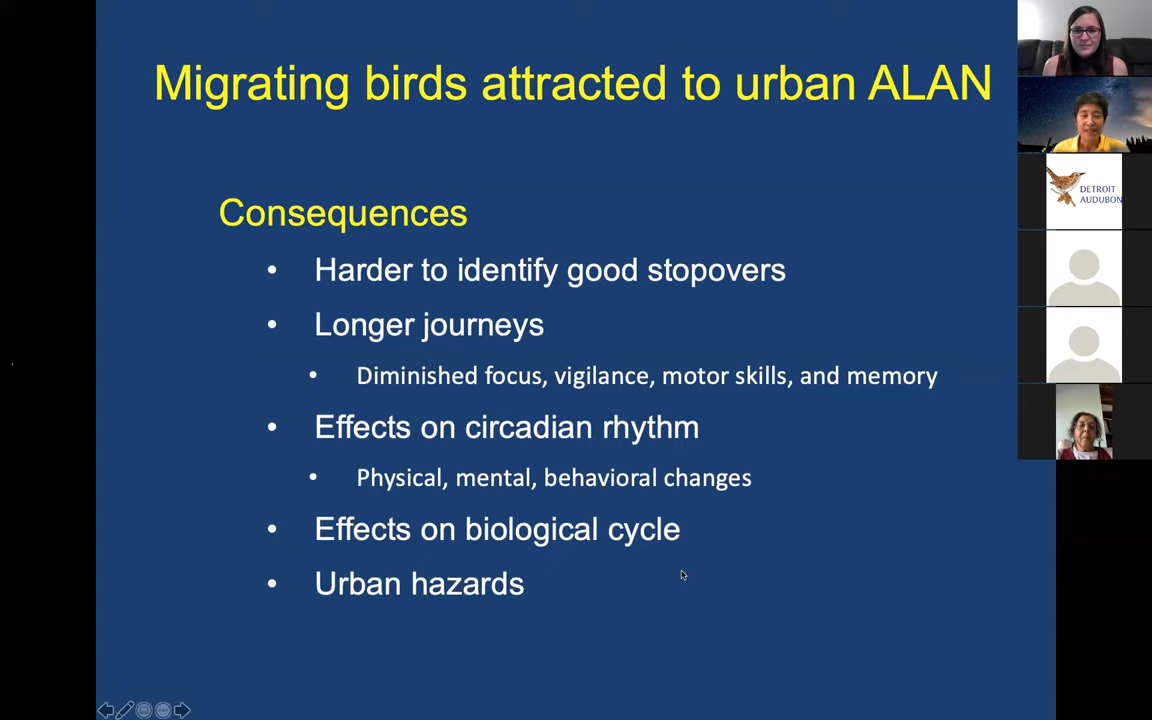 Migrating birds attracted to urban ALAN
Consequences
• Harder to identify good stopovers
• Longer journeys
• Diminished focus, vigilance, motor skills, and memory
• Effects on circadian rhythm
• Physical, mental, behavioral changes
• Effects on biological cycle
• Urban hazards
DETROIT
AUDUBON